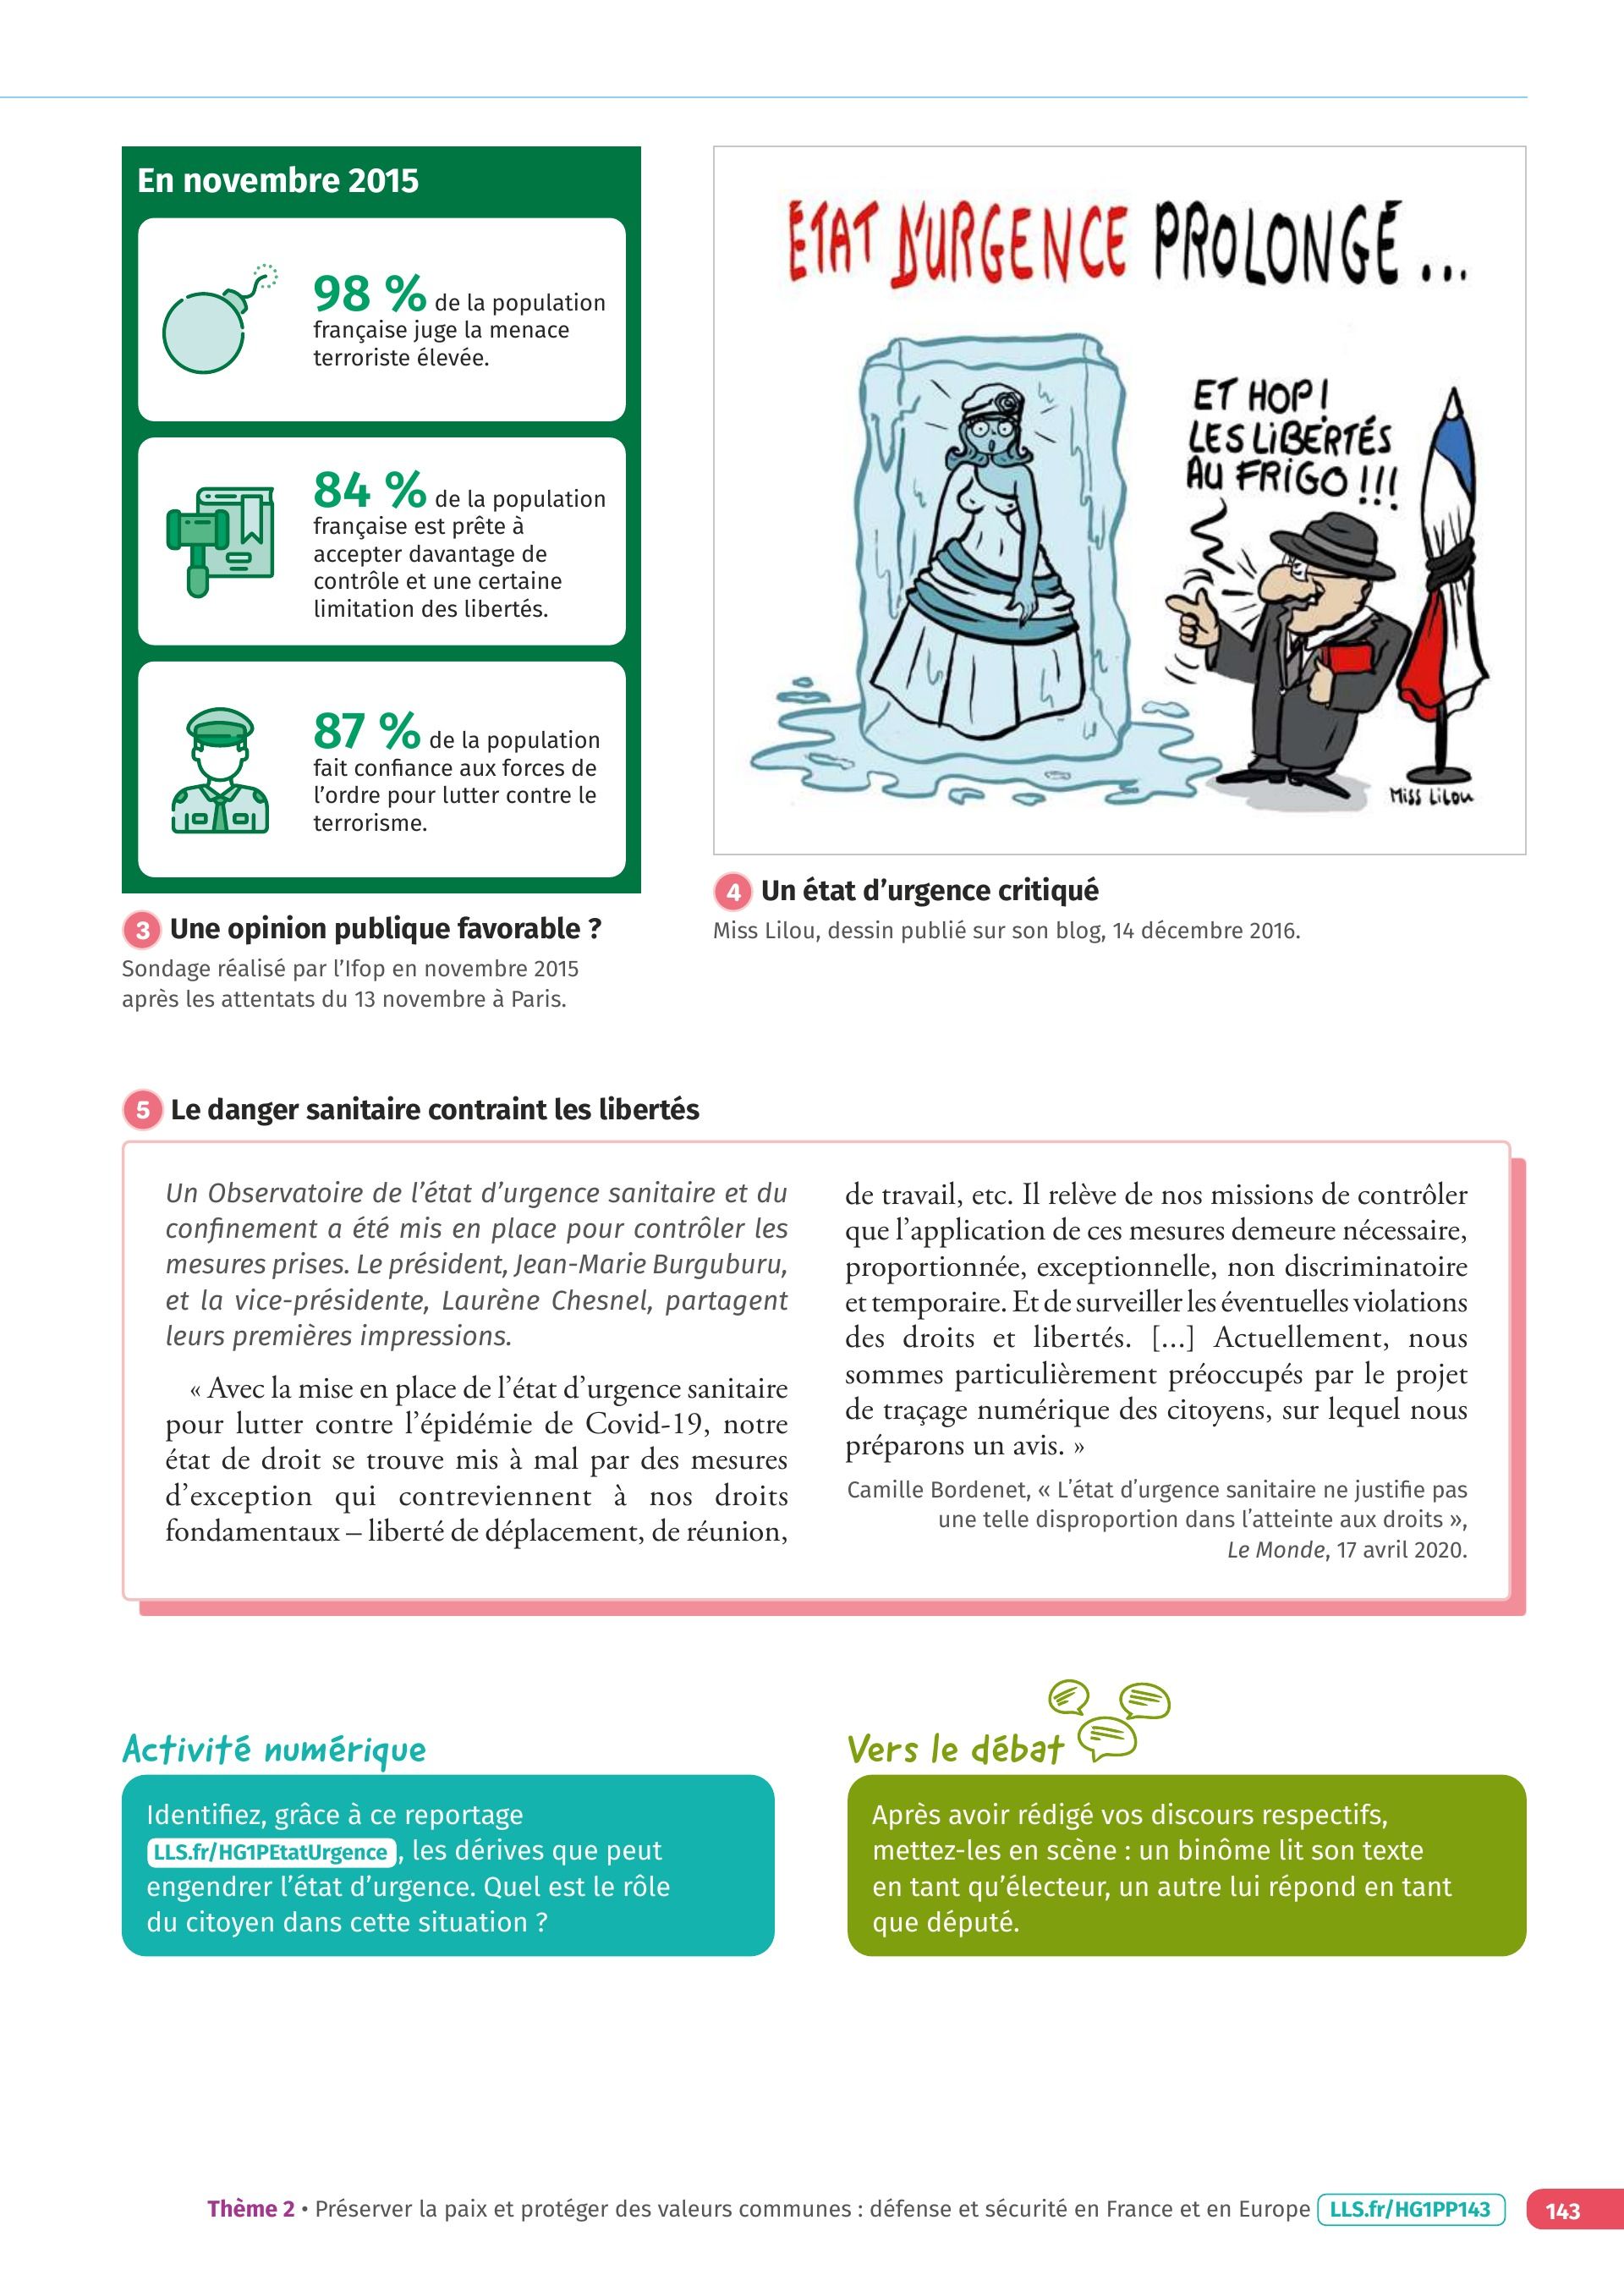 En novembre 2015
98 % de la population
française juge la menace
terroriste élevée.
84 % de la population
française est prête à
accepter davantage de
contrôle et une certaine
limitation des libertés.
87 % de la population
fait confiance aux forces de
l’ordre pour lutter contre le
terrorisme.
3 Une opinion publique favorable ?
Sondage réalisé par l’Ifop en novembre 2015
après les attentats du 13 novembre à Paris.
ÉTAT D'URGENCE PROLONGÉ ...
ET HOP !
LES LIBERTÉS
AU FRIGO !!!
Miss Lilou
4 Un état d’urgence critiqué
Miss Lilou, dessin publié sur son blog, 14 décembre 2016.
5 Le danger sanitaire contraint les libertés
Un Observatoire de l’état d’urgence sanitaire et du
confinement a été mis en place pour contrôler les
mesures prises. Le président, Jean-Marie Burguburu,
et la vice-présidente, Laurène Chesnel, partagent
leurs premières impressions.
« Avec la mise en place de l’état d’urgence sanitaire
pour lutter contre l’épidémie de Covid-19, notre
état de droit se trouve mis à mal par des mesures
d’exception qui contreviennent à nos droits
fondamentaux – liberté de déplacement, de réunion,
de travail, etc. Il relève de nos missions de contrôler
que l’application de ces mesures demeure nécessaire,
proportionnée, exceptionnelle, non discriminatoire
et temporaire. Et de surveiller les éventuelles violations
des droits et libertés. [...] Actuellement, nous
sommes particulièrement préoccupés par le projet
de traçage numérique des citoyens, sur lequel nous
préparons un avis. »
Camille Bordenet, « L’état d’urgence sanitaire ne justifie pas
une telle disproportion dans l’atteinte aux droits »,
Le Monde, 17 avril 2020.
Activité numérique
Identifiez, grâce à ce reportage
LLS.fr/HG1PEtatUrgence , les dérives que peut
engendrer l’état d’urgence. Quel est le rôle
du citoyen dans cette situation ?
Vers le débat
Après avoir rédigé vos discours respectifs,
mettez-les en scène : un binôme lit son texte
en tant qu’électeur, un autre lui répond en tant
que député.
Thème 2 • Préserver la paix et protéger des valeurs communes : défense et sécurité en France et en Europe LLS.fr/HG1PP143 143